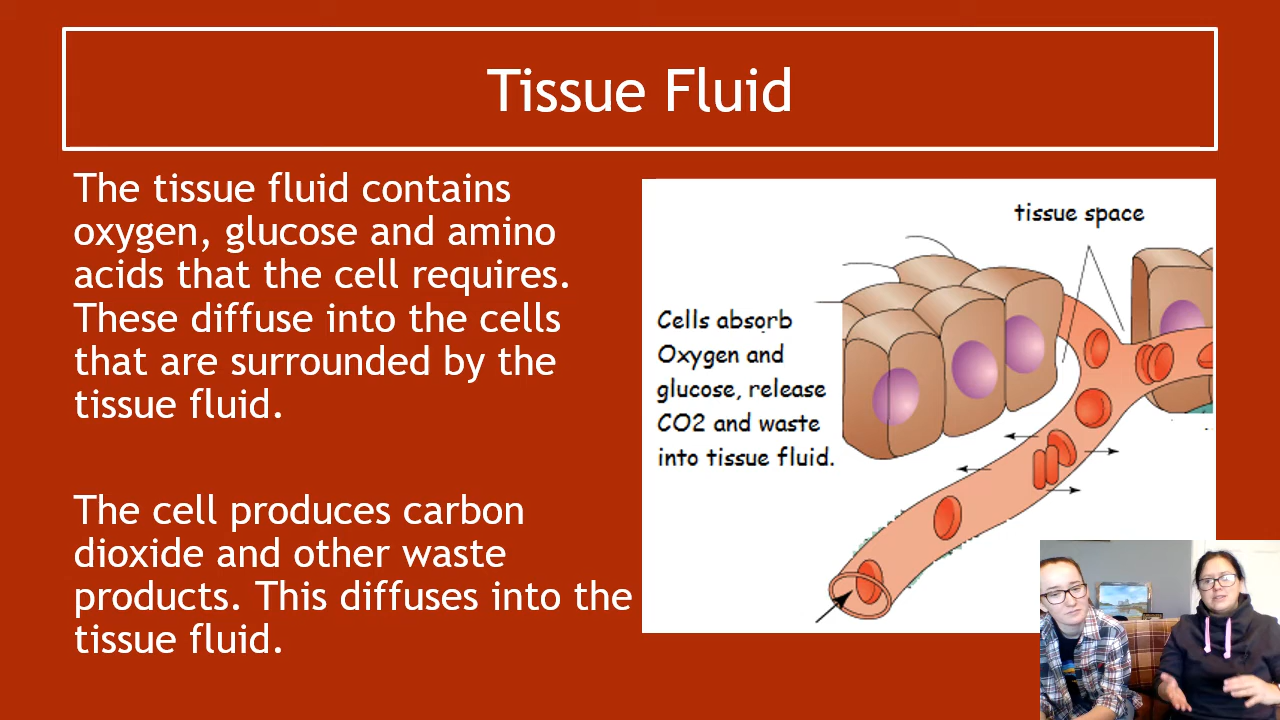 Tissue Fluid
The tissue fluid contains
oxygen, glucose and amino
acids that the cell requires.
These diffuse into the cells
that are surrounded by the
tissue fluid.
The cell produces carbon
dioxide and other waste
products. This diffuses into the
tissue fluid.
tissue space
Cells absorb
Oxygen and
glucose, release
CO2 and waste
into tissue fluid.